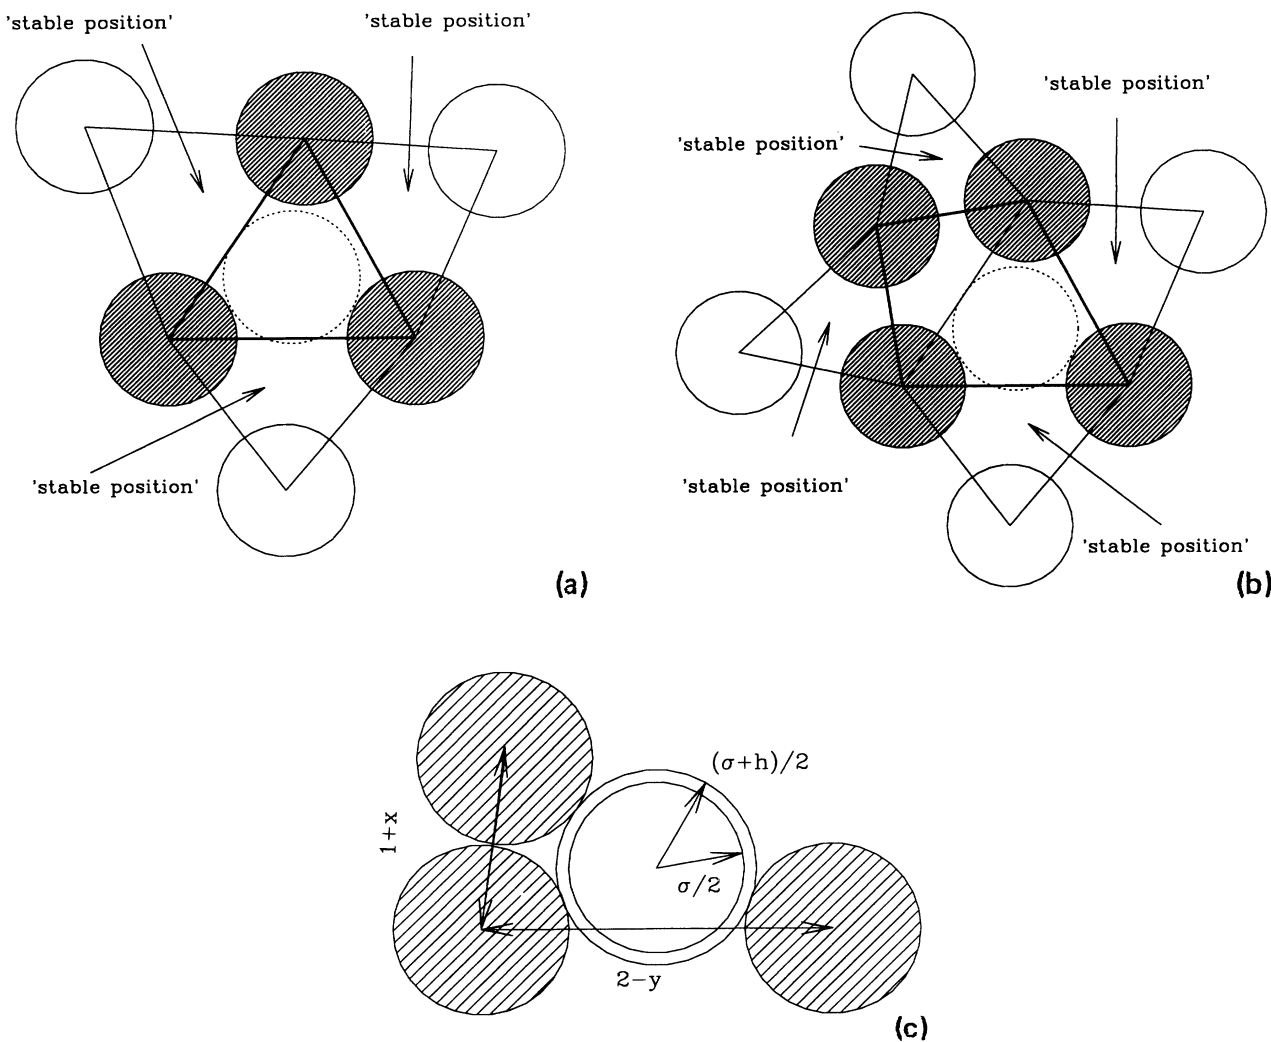 'stable position'
'stable position'
'stable position'
(a)
'stable position'
'stable position'
'stable position'
'stable position'
(b)
(σ+h)/2
1+x
σ/2
2-y
(c)